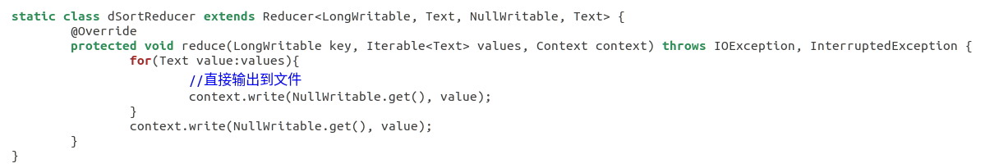 static class dSortReducer extends Reducer<LongWritable, Text, NullWritable, Text> {
@Override
protected void reduce(LongWritable key, Iterable<Text> values, Context context) throws IOException, InterruptedException {
for(Text value:values){
//直接输出到文件
context.write(NullWritable.get(), value);
}
context.write(NullWritable.get(), value);
}
}